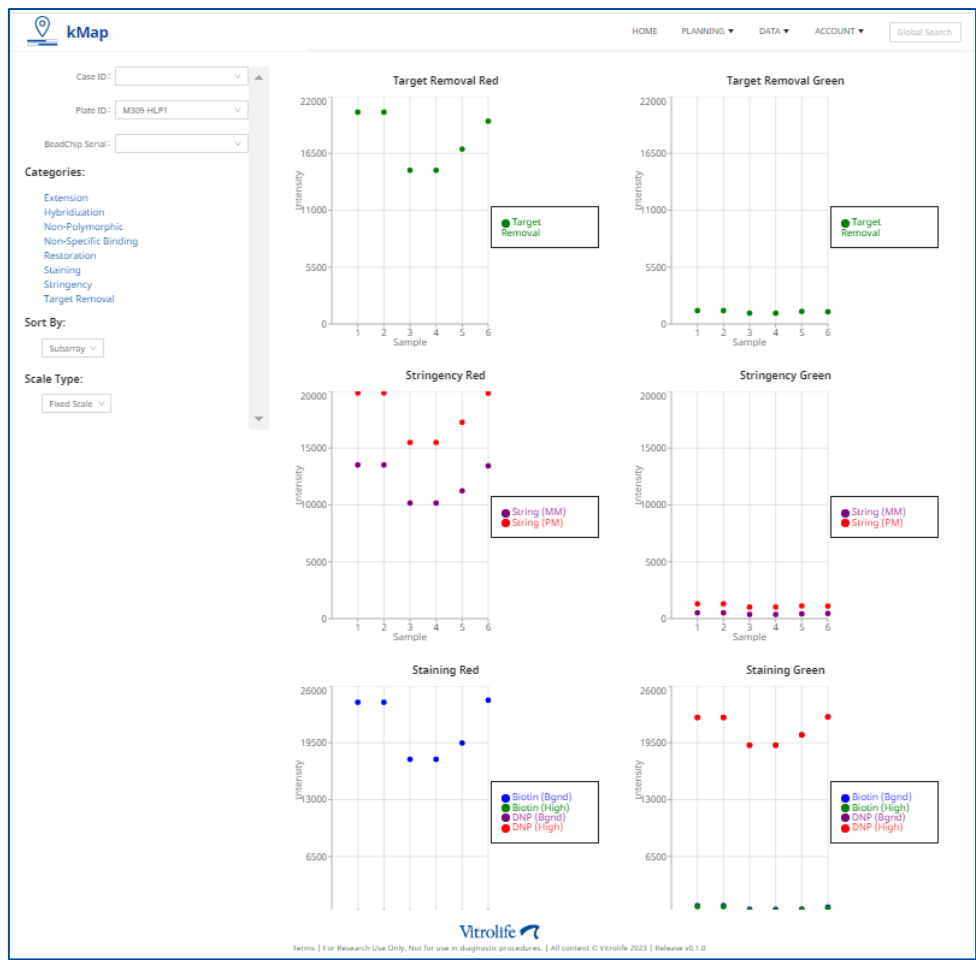 kMap
HOME PLANNING ▼ DATA ▼ ACCOUNT ▼ Global Search
Case ID:
Plate ID: M309-HLP1
BeadChip Serial:
Categories:
Extension
Hybridization
Non-Polymorphic
Non-Specific Binding
Restoration
Staining
Stringency
Target Removal
Sort By:
Subarray
Scale Type:
Fixed Scale
Target Removal Red
22000
16500
11000
5500
0
Intensity
1 2 3 4 5 6
Sample
Target
Removal
Target Removal Green
22000
16500
11000
5500
0
Intensity
1 2 3 4 5 6
Sample
Target
Removal
Stringency Red
20000
15000
10000
5000
0
Intensity
1 2 3 4 5 6
Sample
String (MM)
String (PM)
Stringency Green
20000
15000
10000
5000
0
Intensity
1 2 3 4 5 6
Sample
String (MM)
String (PM)
Staining Red
26000
19500
13000
6500
Intensity
Biotin (Bgnd)
Biotin (High)
DNP (Bgnd)
DNP (High)
Staining Green
26000
19500
13000
6500
Intensity
Biotin (Bgnd)
Biotin (High)
DNP (Bgnd)
DNP (High)
Vitrolife
Terms | For Research Use Only. Not for use in diagnostic procedures. | All content © Vitrolife 2023 | Release v0.1.0